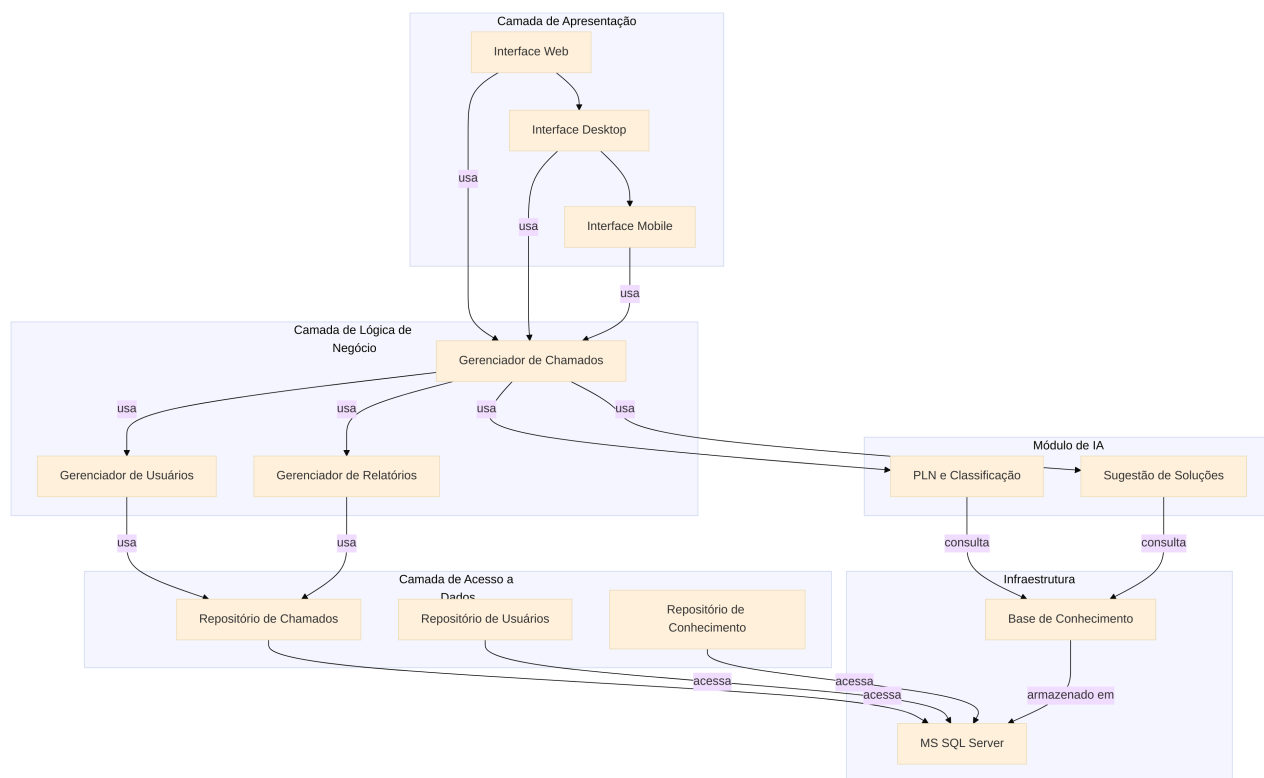 Camada de Apresentação
Interface Web
Interface Desktop
usa
usa
Interface Mobile
usa
Camada de Lógica de
Negócio
Gerenciador de Chamados
usa
usa
usa
usa
Módulo de IA
Gerenciador de Usuários
Gerenciador de Relatórios
PLN e Classificação
Sugestão de Soluções
usa
usa
consulta
consulta
Camada de Acesso a
Dados
Infraestrutura
Repositório de Chamados
Repositório de Usuários
Repositório de
Conhecimento
Base de Conhecimento
acessa
acessa
acessa
armazenado em
MS SQL Server